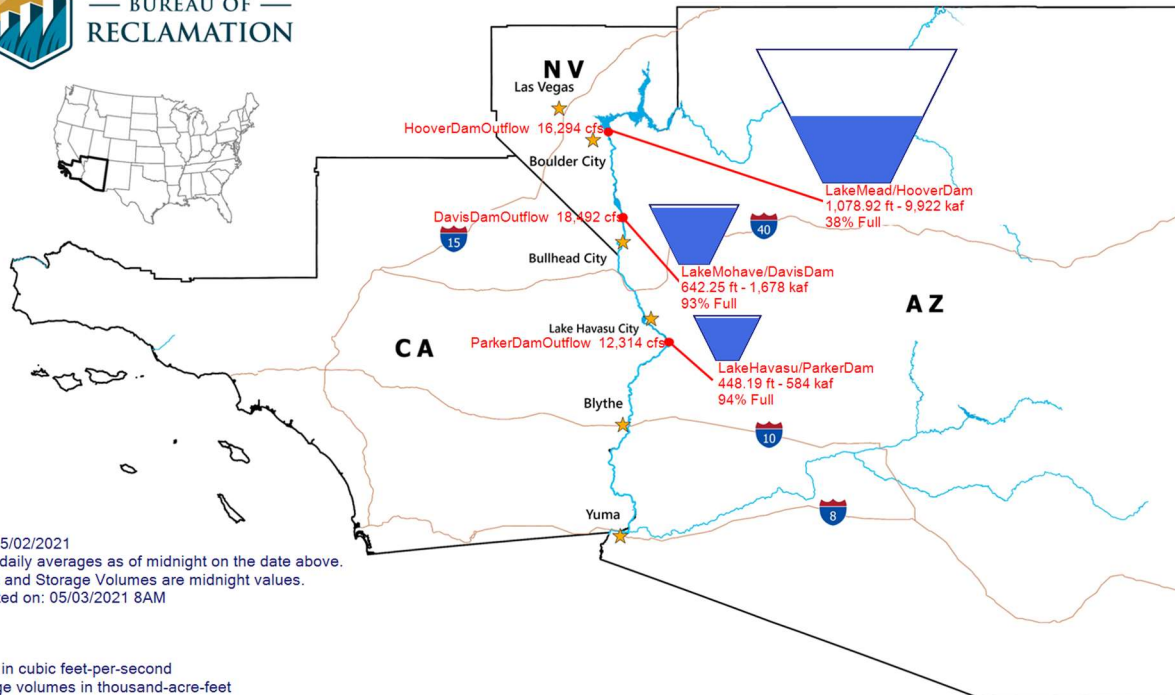 BUREAU OF
RECLAMATION
NV
Las Vegas
HooverDamOutflow 16,294 cfs
Boulder City
LakeMead/HooverDam
1,078.92 ft - 9,922 kaf
38% Full
DavisDamOutflow 18,492 cfs
15
40
Bullhead City
LakeMohave/DavisDam
642.25 ft - 1,678 kaf
93% Full
AZ
Lake Havasu City
CA
ParkerDamOutflow 12,314 cfs
LakeHavasu/ParkerDam
448.19 ft - 584 kaf
94% Full
Blythe
10
Yuma
8
5/02/2021
daily averages as of midnight on the date above.
and Storage Volumes are midnight values.
ed on: 05/03/2021 8AM
in cubic feet-per-second
ge volumes in thousand-acre-feet